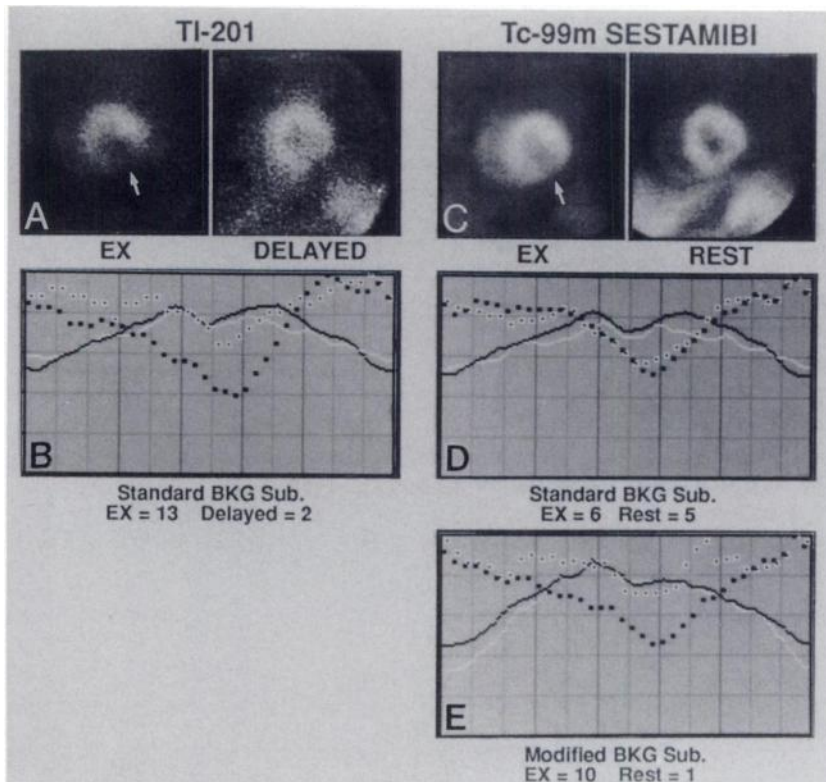 Tl-201
Tc-99m SESTAMIBI
A
C
EX
DELAYED
EX
REST
B
D
Standard BKG Sub.
EX = 13 Delayed = 2
Standard BKG Sub.
EX = 6 Rest = 5
E
Modified BKG Sub.
EX = 10 Rest = 1